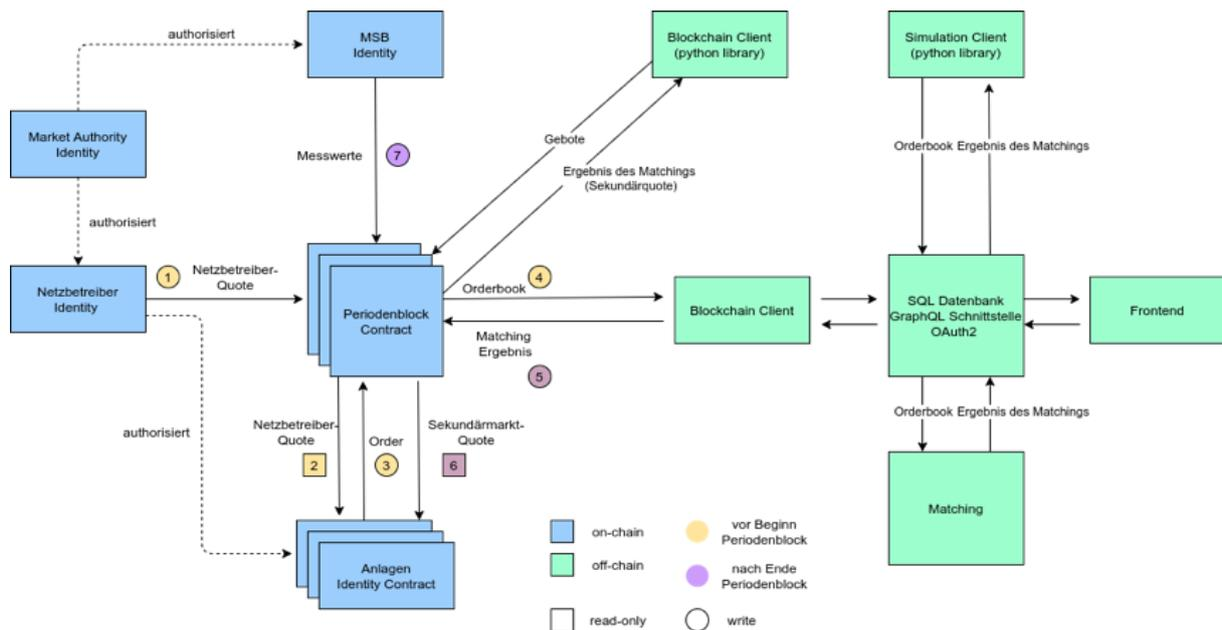 authorisiert
MSB
Identity
Blockchain Client
(python library)
Simulation Client
(python library)
Market Authority
Identity
Messwerte
7
Gebote
Ergebnis des Matchings
(Sekundärquote)
Orderbook Ergebnis des Matchings
authorisiert
1
Netzbetreiber-
Quote
Netzbetreiber
Identity
Periodenblock
Contract
Orderbook
4
Matching
Ergebnis
5
Blockchain Client
SQL Datenbank
GraphQL Schnittstelle
OAuth2
Frontend
authorisiert
Netzbetreiber-
Quote
2
Order
3
Sekundärmarkt-
Quote
6
Orderbook Ergebnis des Matchings
Matching
Anlagen
Identity Contract
on-chain
off-chain
read-only
vor Beginn
Periodenblock
nach Ende
Periodenblock
write